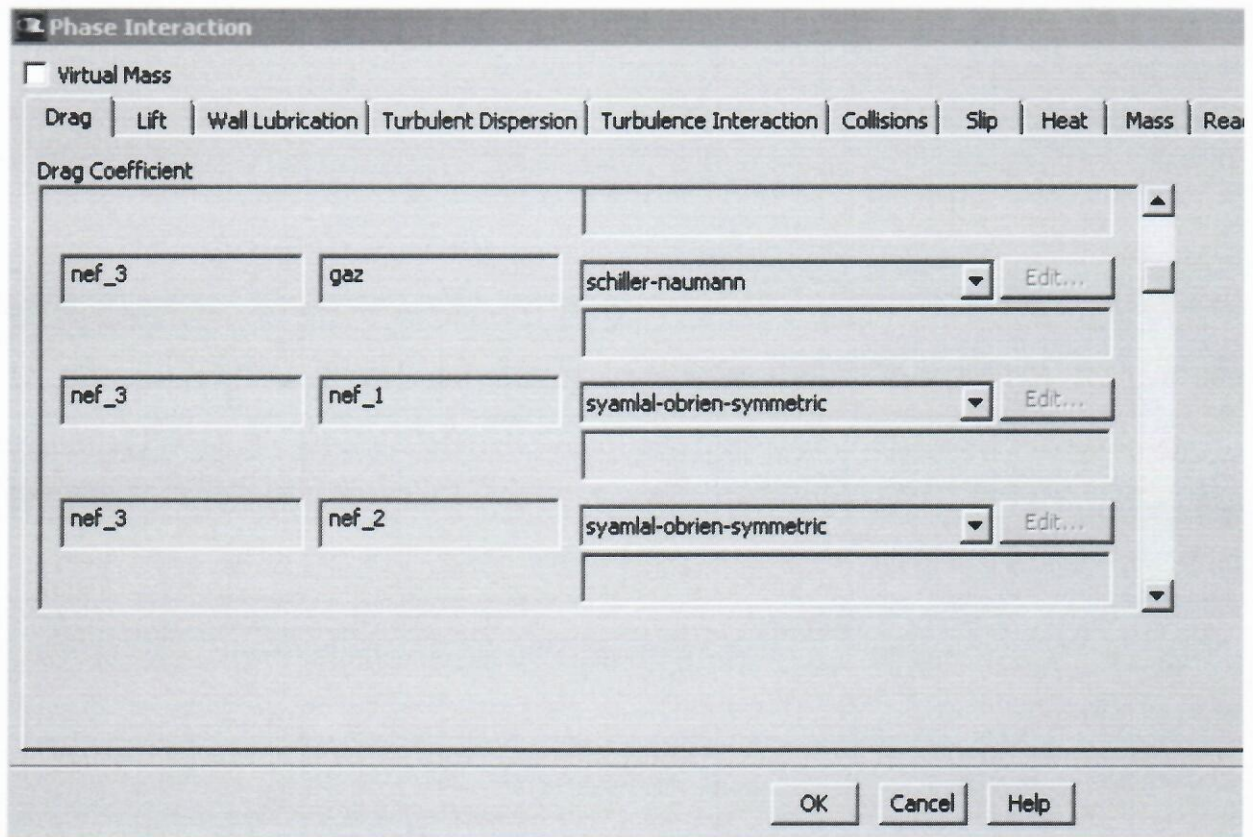 Phase Interaction
Virtual Mass
Drag Lift Wall Lubrication Turbulent Dispersion Turbulence Interaction Collisions Slip Heat Mass
Drag Coefficient
nef_3 gaz schiller-naumann Edit...
nef_3 nef_1 syamlal-obrien-symmetric Edit...
nef_3 nef_2 syamlal-obrien-symmetric Edit...
OK Cancel Help